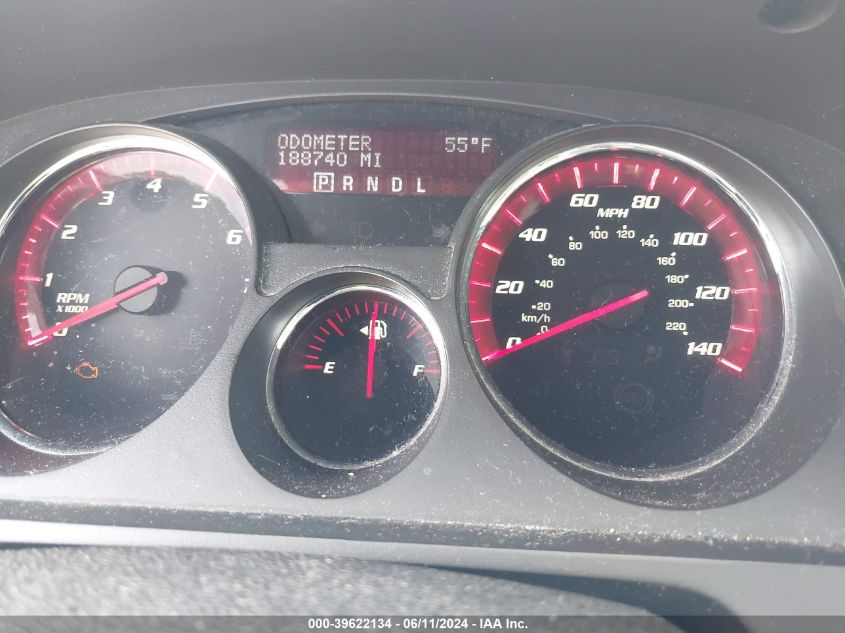 ODOMETER 55°F
188740 MI
P R N D L
0 1 2 3 4 5 6
RPM
X1000
E F
0 20 40 60 80 100 120 140
MPH
0 20 40 60 80 100 120 140 160 180 200 220
km/h
000-39622134 - 06/11/2024 - IAA Inc.